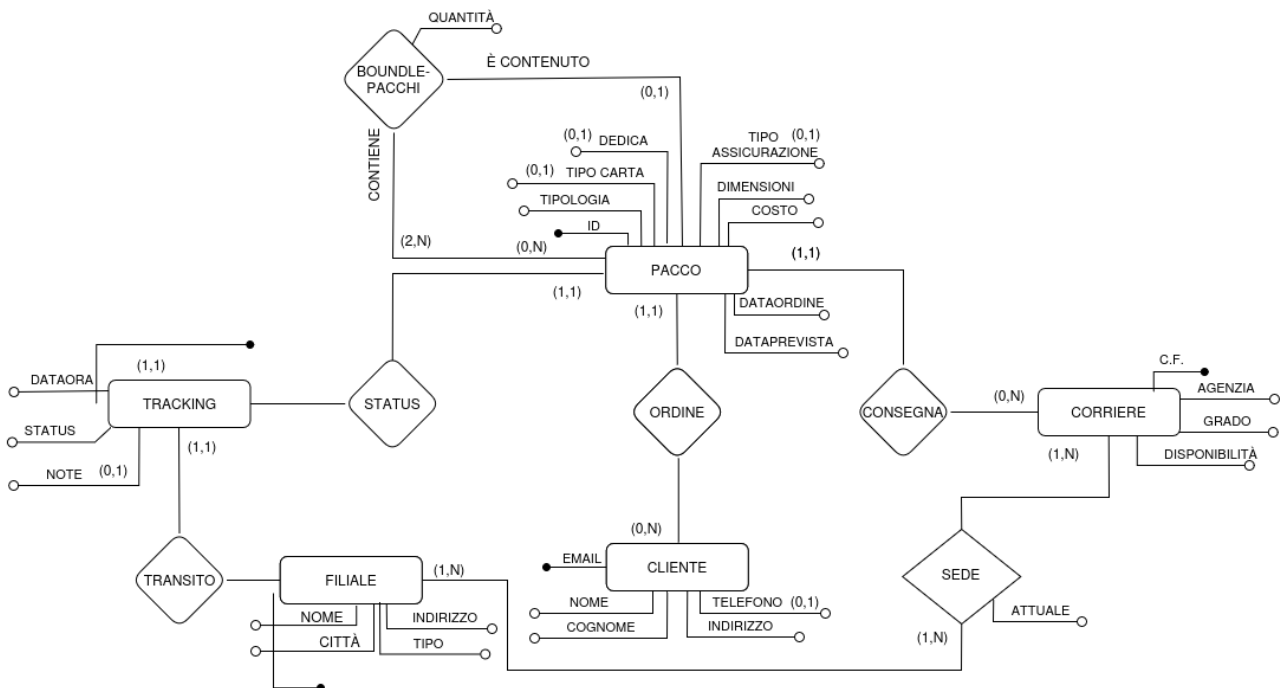 QUANTITÀ
BOUNDLE-
PACCHI
È CONTENUTO
(0,1)
CONTIENE
(0,1)
DEDICA
TIPO (0,1)
ASSICURAZIONE
(0,1) TIPO CARTA
DIMENSIONI
TIPOLOGIA
COSTO
ID
(2,N)
(0,N)
(1,1)
PACCO
(1,1)
(1,1)
DATAORDINE
DATAPREVISTA
(1,1)
C.F.
DATAORA
AGENZIA
TRACKING
STATUS
ORDINE
CONSEGNA
(0,N)
CORRIERE
GRADO
STATUS
(1,1)
(1,N)
DISPONIBILITÀ
NOTE
(0,1)
(0,N)
EMAIL
CLIENTE
TRANSITO
FILIALE
(1,N)
SEDE
NOME
TELEFONO (0,1)
ATTUALE
NOME
INDIRIZZO
COGNOME
INDIRIZZO
(1,N)
CITTÀ
TIPO